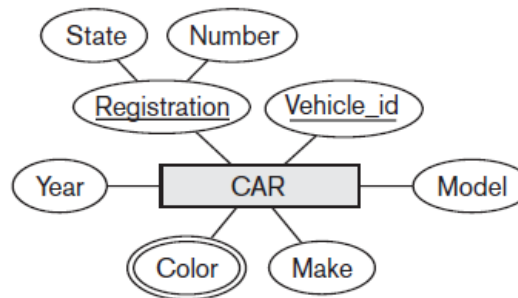 State
Number
Registration
Vehicle_id
Year
CAR
Model
Color
Make